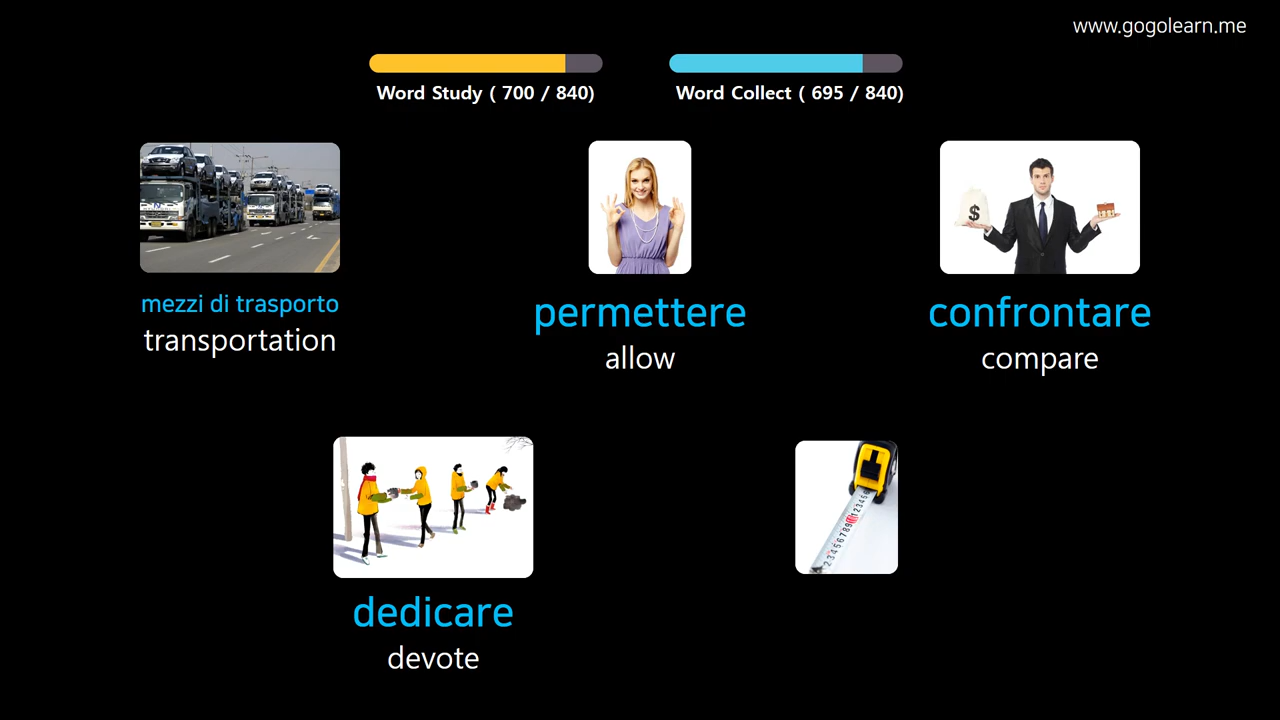 www.gogolearn.me
Word Study ( 700 / 840)
Word Collect ( 695 / 840)
mezzi di trasporto
transportation
permettere
allow
confrontare
compare
$
dedicare
devote